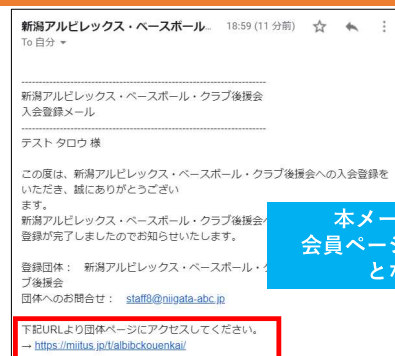 新潟アルビレックス・ベースボール... 18:59 (11 分前)
To 自分
新潟アルビレックス・ベースボール・クラブ後援会
入会登録メール
テスト タロウ 様
この度は、新潟アルビレックス・ベースボール・クラブ後援会への入会登録を
いただき、誠にありがとうござい
ます。
新潟アルビレックス・ベースボール・クラブ後援会
登録が完了しましたのでお知らせいたします。
本メー
会員ペー
と
登録団体： 新潟アルビレックス・ベースボール・
ブ後援会
団体へのお問合せ： staff8@niigata-abc.jp
下記URLより団体ページにアクセスしてください。
→ https://miitus.jp/t/albibckouenkai/